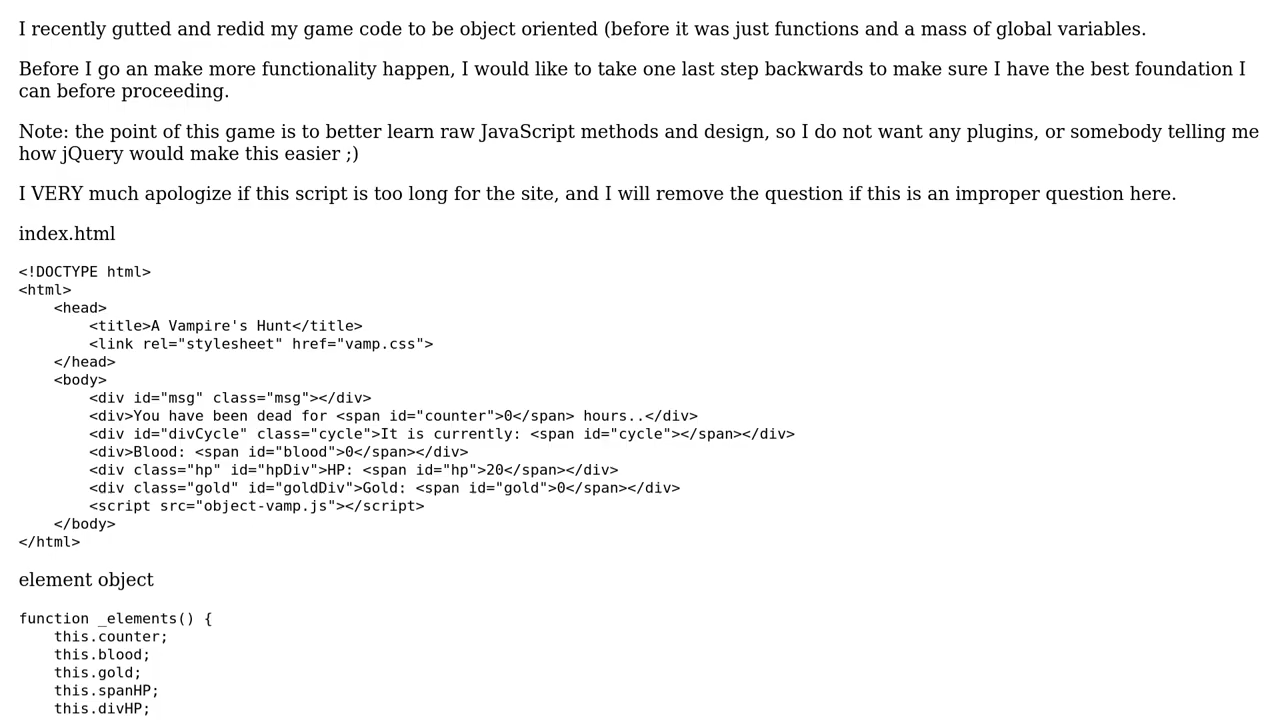 I recently gutted and redid my game code to be object oriented (before it was just functions and a mass of global variables.
Before I go an make more functionality happen, I would like to take one last step backwards to make sure I have the best foundation I
can before proceeding.
Note: the point of this game is to better learn raw JavaScript methods and design, so I do not want any plugins, or somebody telling me
how jQuery would make this easier ;)
I VERY much apologize if this script is too long for the site, and I will remove the question if this is an improper question here.
index.html
<!DOCTYPE html>
<html>
    <head>
        <title>A Vampire's Hunt</title>
        <link rel="stylesheet" href="vamp.css">
    </head>
    <body>
        <div id="msg" class="msg"></div>
        <div>You have been dead for <span id="counter">0</span> hours..</div>
        <div id="divCycle" class="cycle">It is currently: <span id="cycle"></span></div>
        <div>Blood: <span id="blood">0</span></div>
        <div class="hp" id="hpDiv">HP: <span id="hp">20</span></div>
        <div class="gold" id="goldDiv">Gold: <span id="gold">0</span></div>
        <script src="object-vamp.js"></script>
    </body>
</html>
element object
function _elements() {
    this.counter;
    this.blood;
    this.gold;
    this.spanHP;
    this.divHP;